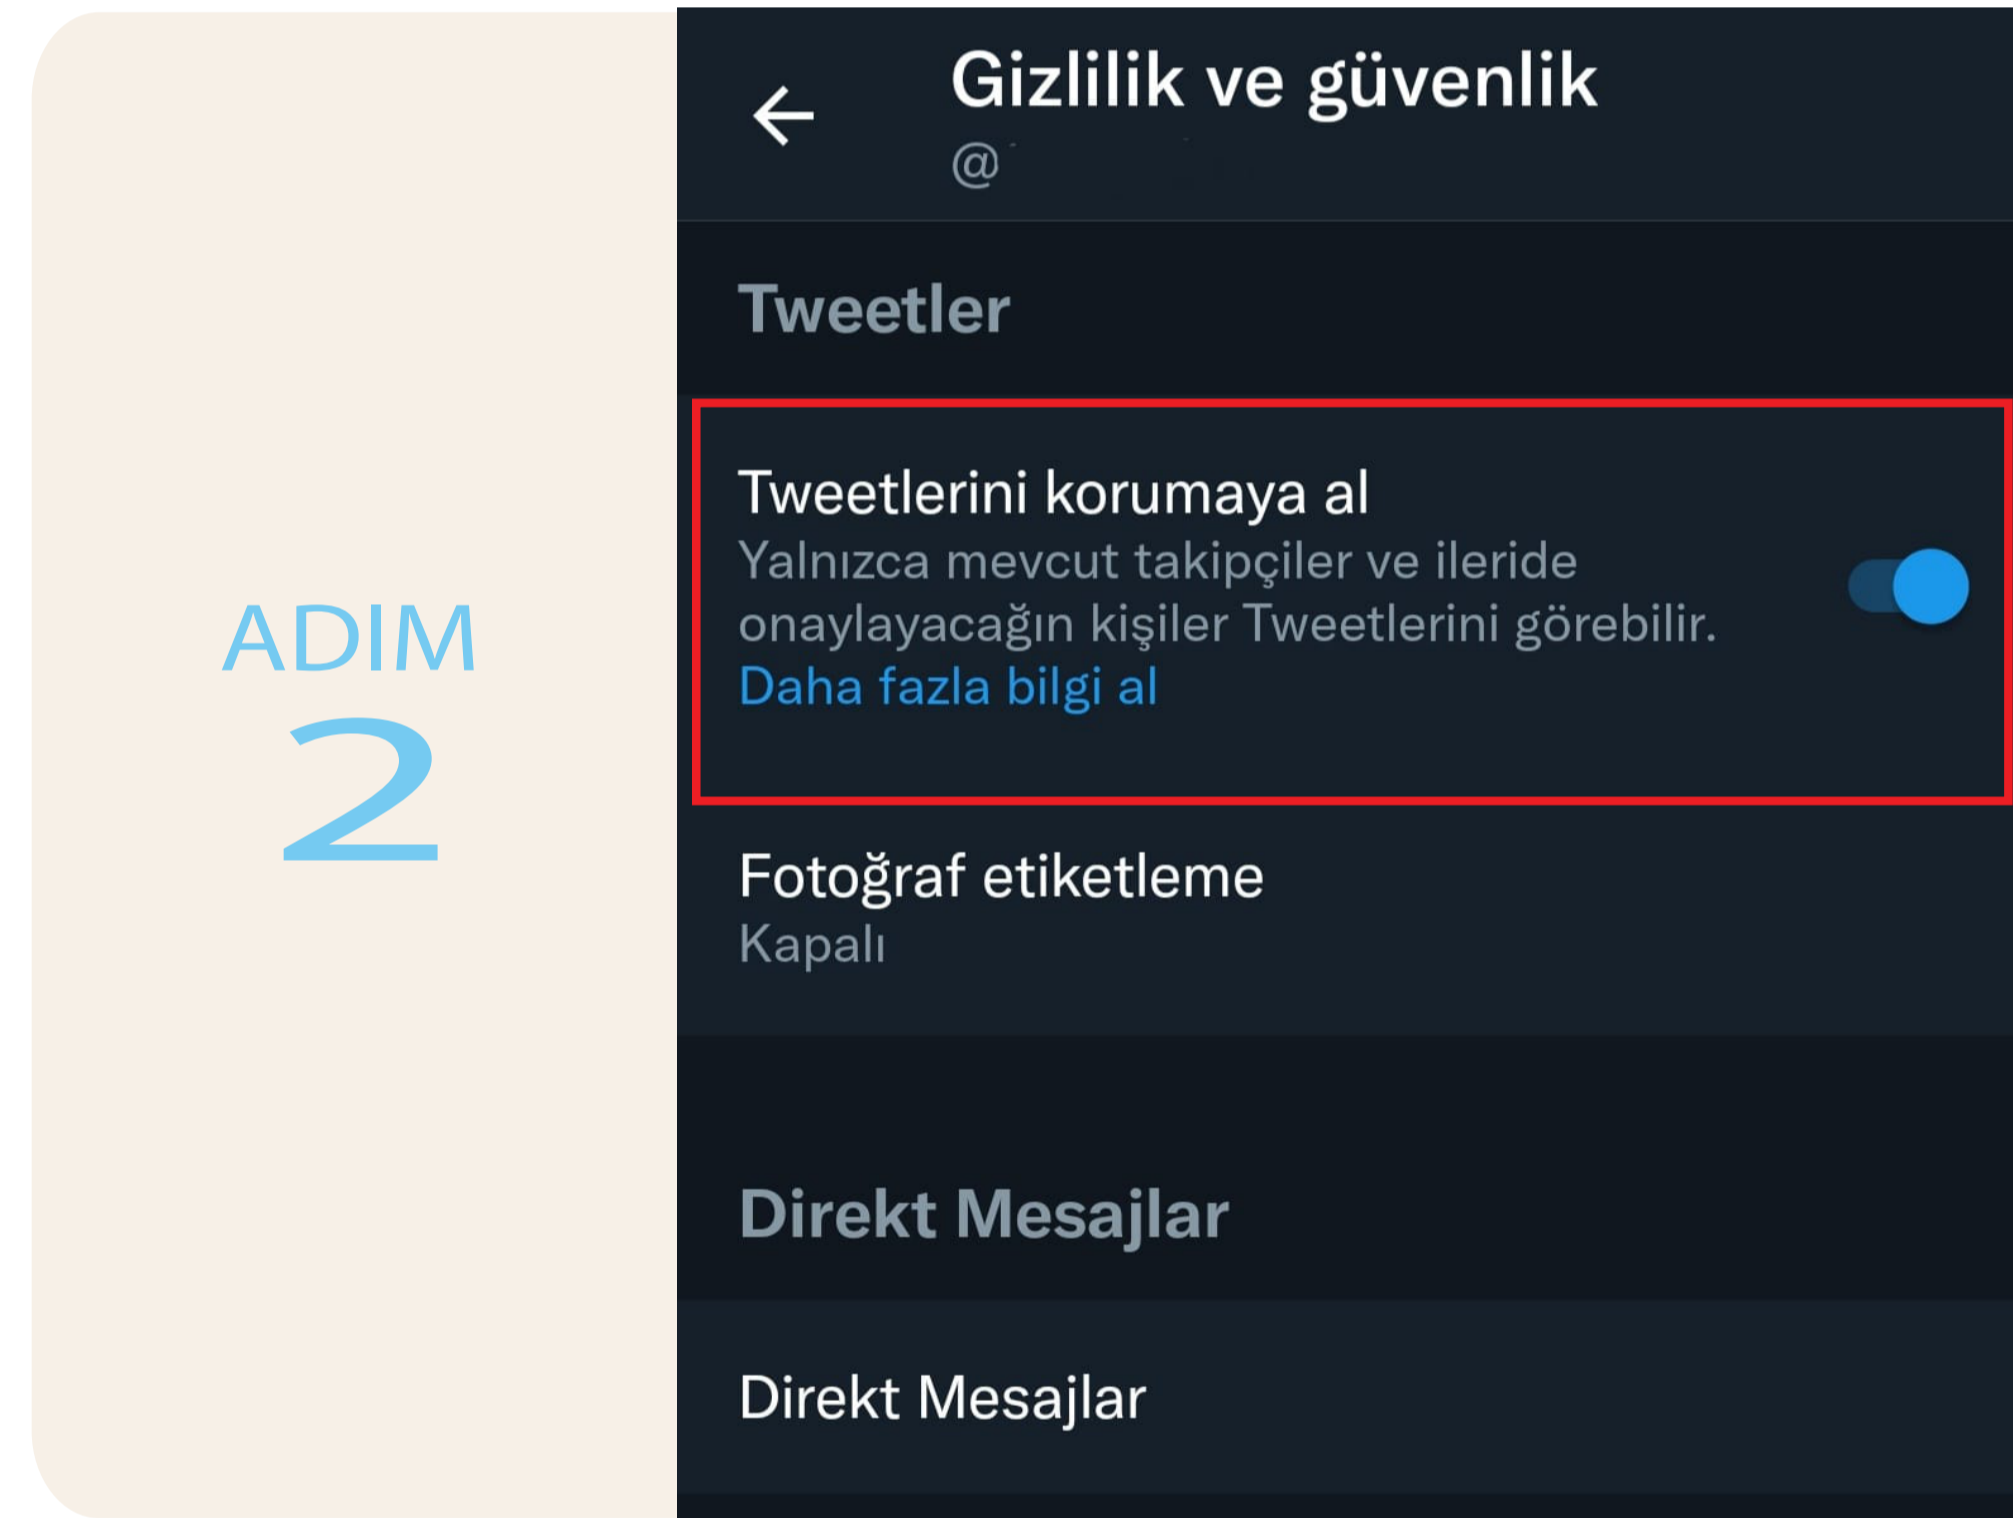 ADIM
2
Gizlilik ve güvenlik
@
Tweetler
Tweetlerini korumaya al
Yalnızca mevcut takipçiler ve ileride
onaylayacağın kişiler Tweetlerini görebilir.
Daha fazla bilgi al
Fotoğraf etiketleme
Kapalı
Direkt Mesajlar
Direkt Mesajlar